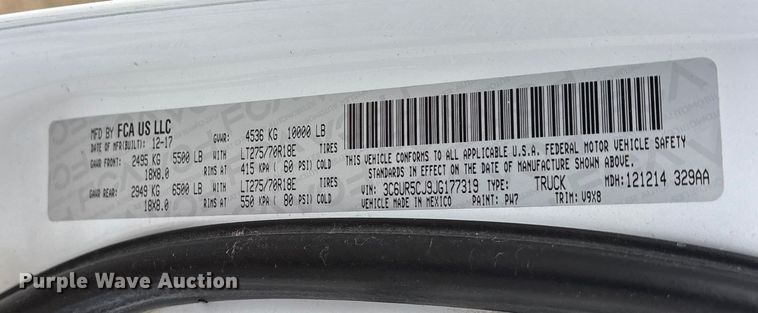 MFD BY FCA US LLC
DATE OF MFR(BUILT): 12-17 GVWR: 4536 KG 10000 LB
GAWR FRONT: 2495 KG 5500 LB LT275/70R18E TIRES
18X8.0 RIMS AT 415 KPA ( 60 PSI) COLD
GAWR REAR: 2949 KG 6500 LB LT275/70R18E TIRES
18X8.0 RIMS AT 550 KPA ( 80 PSI) COLD
THIS VEHICLE CONFORMS TO ALL APPLICABLE U.S.A. FEDERAL MOTOR VEHICLE SAFETY
STANDARDS IN EFFECT ON THE DATE OF MANUFACTURE SHOWN ABOVE.
VIN: 3C6UR5CJ9JG177319 TYPE: TRUCK MDH: 121214 329AA
VEHICLE MADE IN MEXICO PAINT: PW7 TRIM: V9X8
Purple Wave Auction